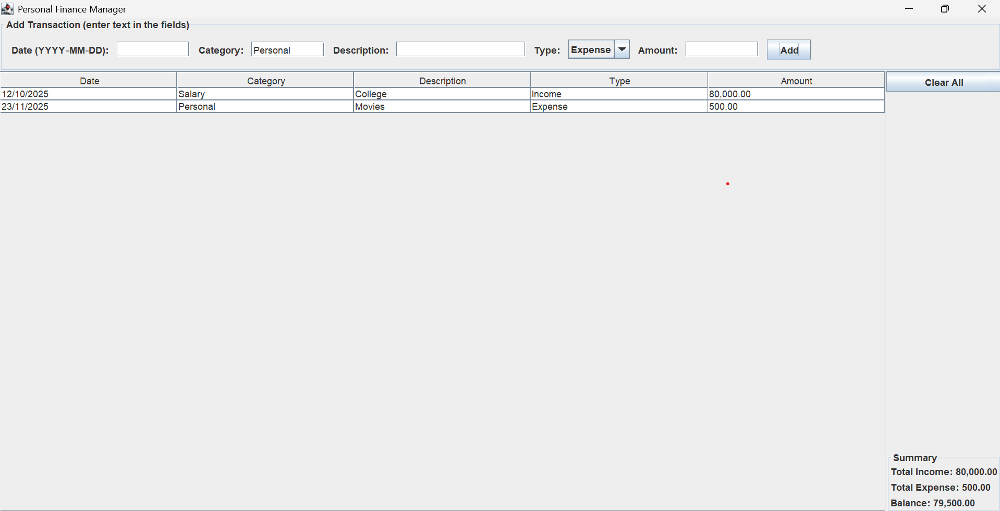 Personal Finance Manager
Add Transaction (enter text in the fields)
Date (YYYY-MM-DD): Category: Personal Description: Type: Expense Amount: Add
Date Category Description Type Amount Clear All
12/10/2025 Salary College Income 80,000.00
23/11/2025 Personal Movies Expense 500.00
Summary
Total Income: 80,000.00
Total Expense: 500.00
Balance: 79,500.00